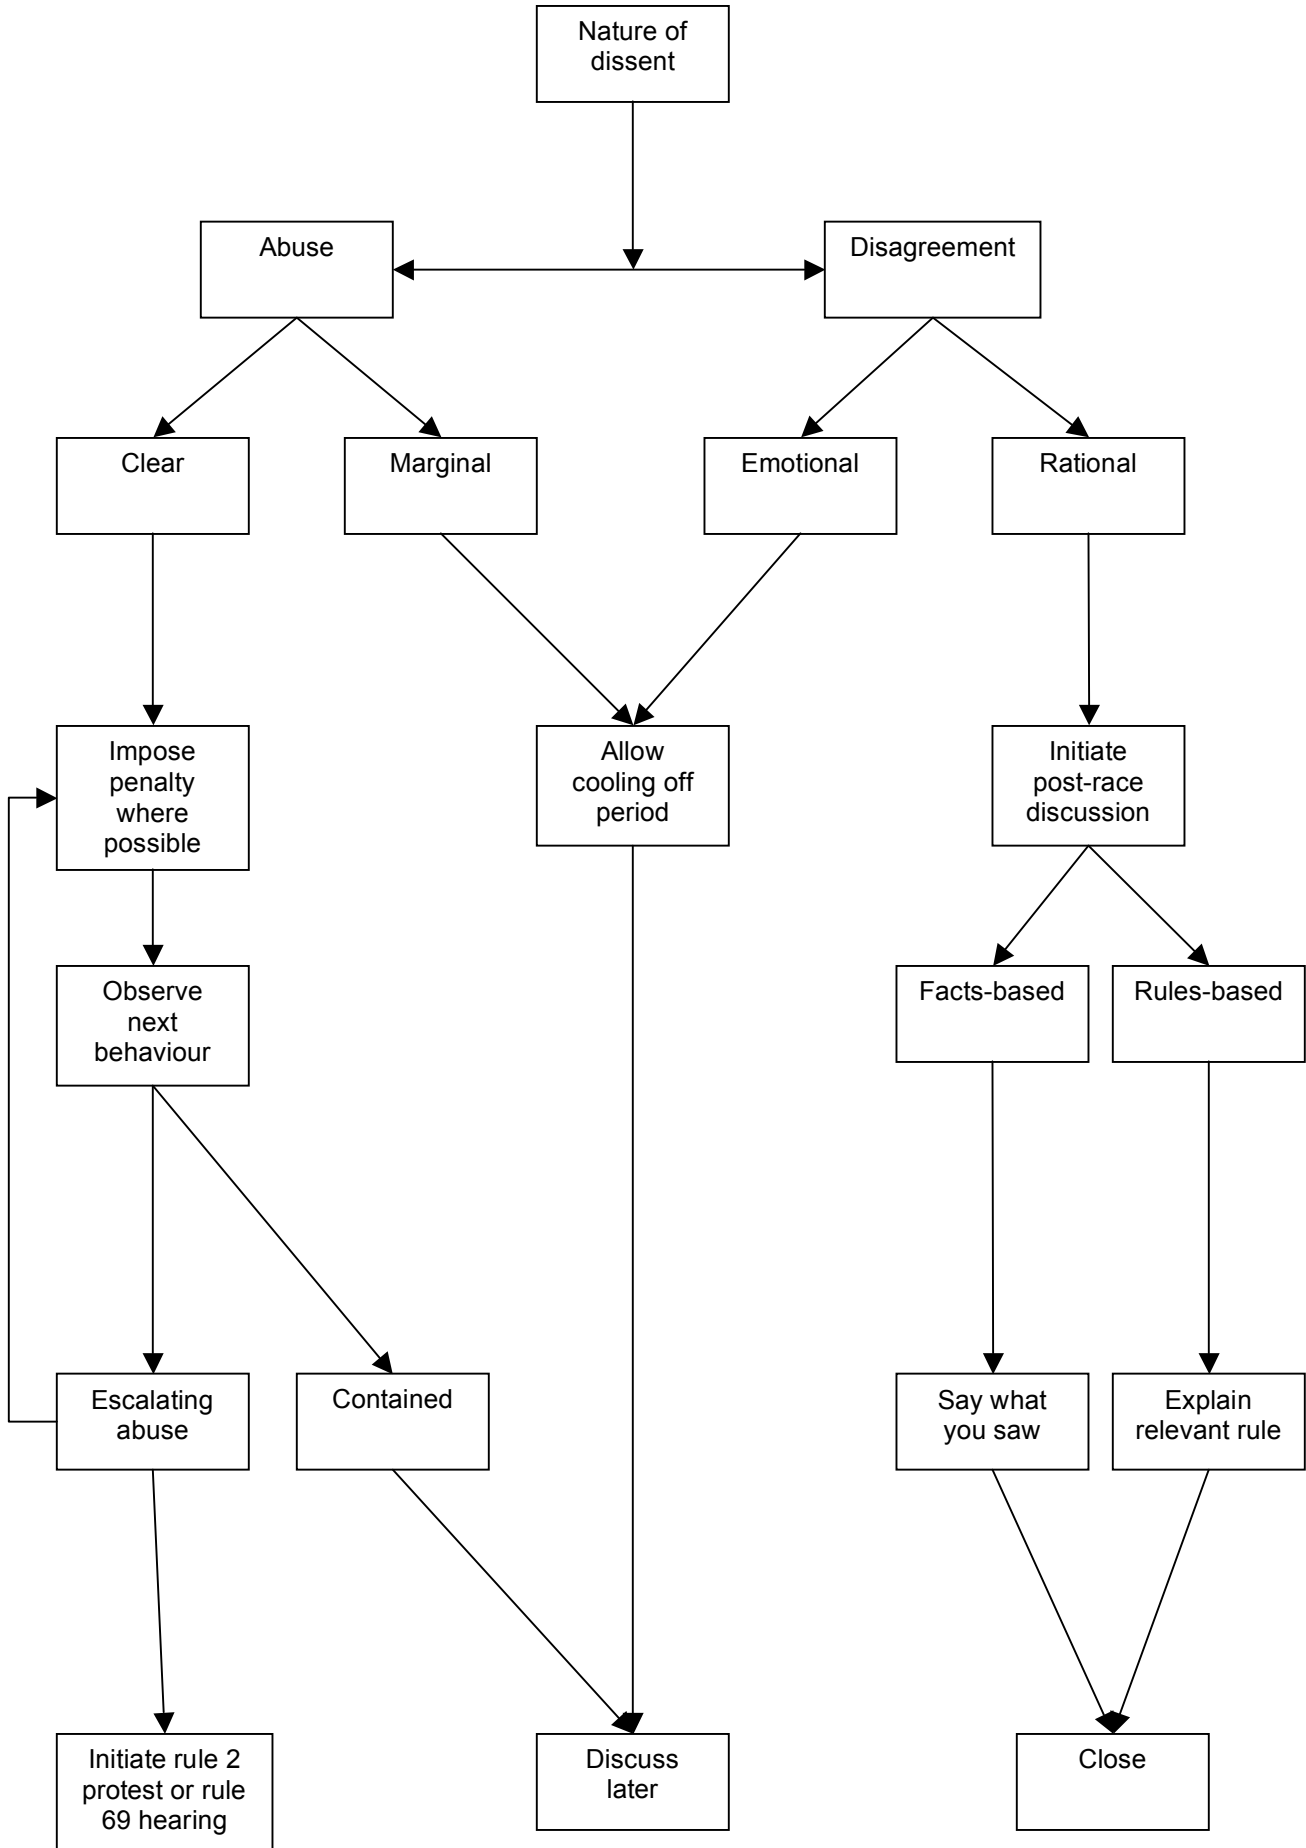 Nature of
dissent
Abuse
Disagreement
Clear
Marginal
Emotional
Rational
Impose
penalty
where
possible
Allow
cooling off
period
Initiate
post-race
discussion
Observe
next
behaviour
Facts-based
Rules-based
Escalating
abuse
Contained
Say what
you saw
Explain
relevant rule
Initiate rule 2
protest or rule
69 hearing
Discuss
later
Close